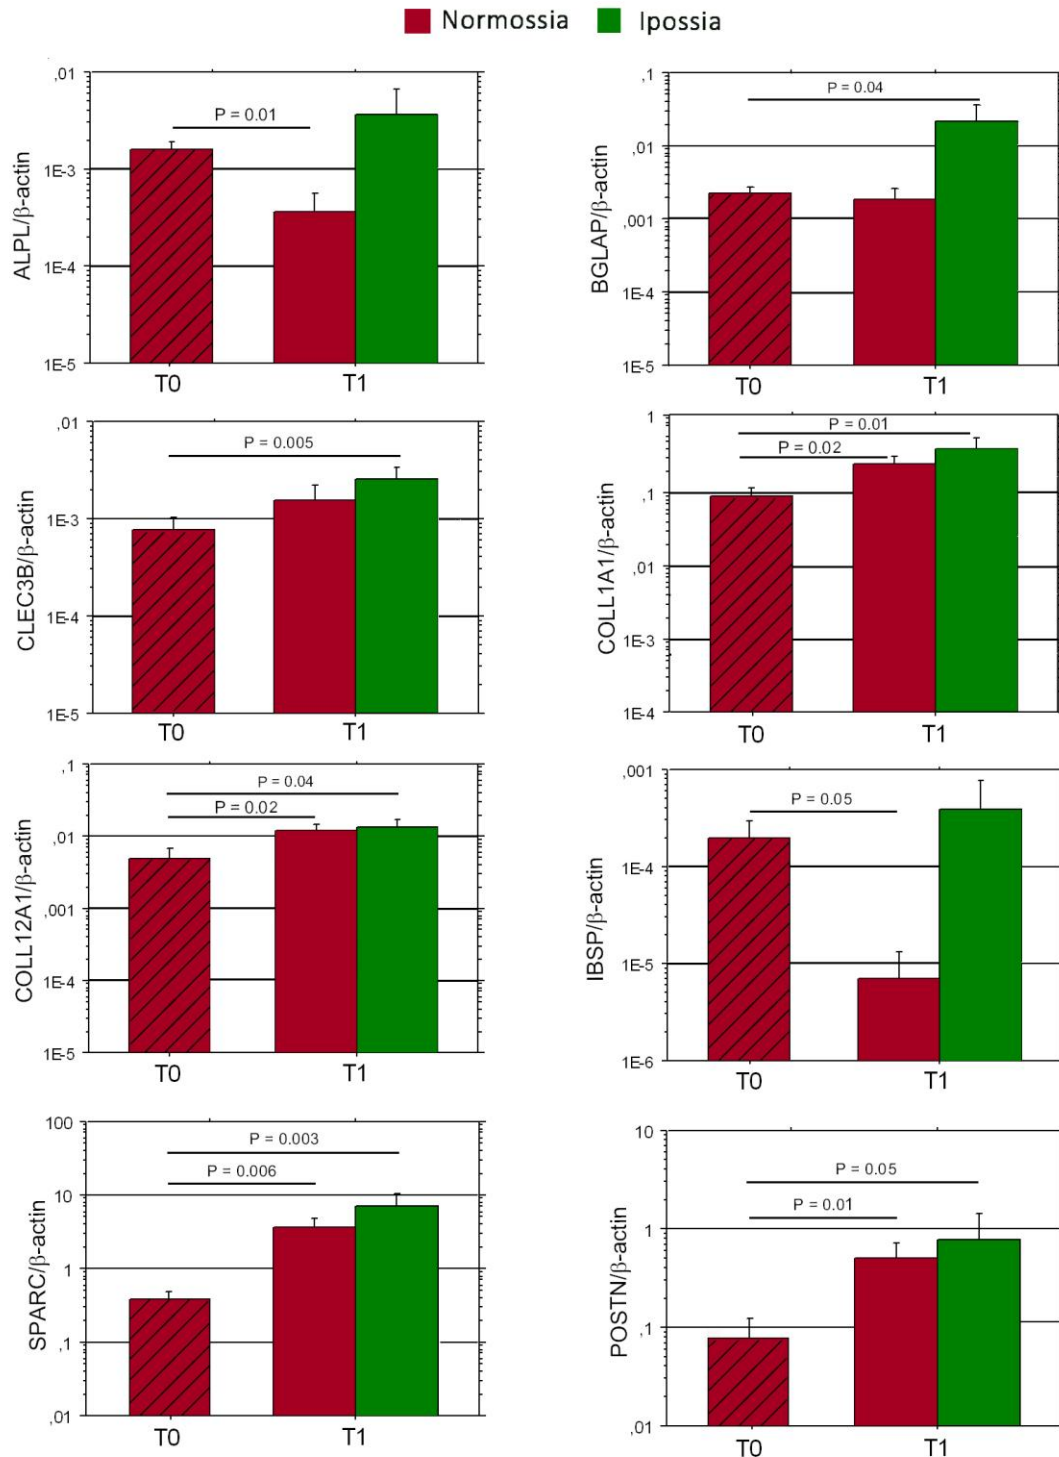 Normossia Ipossia
,01
1E-3
1E-4
1E-5
ALPL/β-actin
P = 0.01
T0 T1
,1
,01
,001
1E-4
1E-5
BGLAP/β-actin
P = 0.04
T0 T1
,01
1E-3
1E-4
1E-5
CLEC3B/β-actin
P = 0.005
T0 T1
1
,1
,01
1E-3
1E-4
COLL1A1/β-actin
P = 0.01
P = 0.02
T0 T1
,1
,01
,001
1E-4
1E-5
COLL12A1/β-actin
P = 0.04
P = 0.02
T0 T1
,001
1E-4
1E-5
1E-6
IBSP/β-actin
P = 0.05
T0 T1
100
10
1
,1
,01
SPARC/β-actin
P = 0.003
P = 0.006
T0 T1
10
1
,1
,01
POSTN/β-actin
P = 0.05
P = 0.01
T0 T1